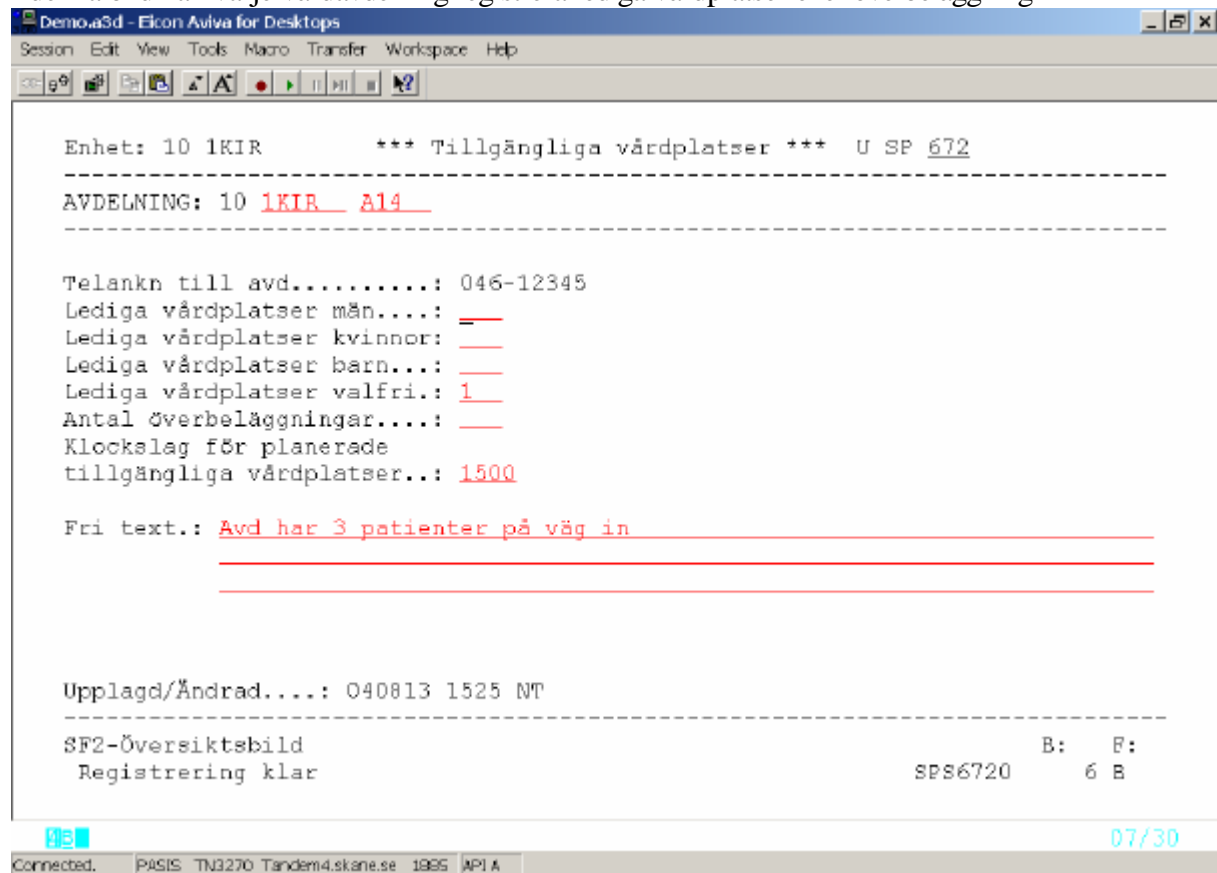 Demo.a3d - Eicon Aviva for Desktops
Session Edit View Tools Macro Transfer Workspace Help
Enhet: 10 1KIR *** Tillgängliga vårdplatser *** U SP 672
AVDELNING: 10 1KIR A14
Telankn till avd..........: 046-12345
Lediga vårdplatser män....:
Lediga vårdplatser kvinnor:
Lediga vårdplatser barn...:
Lediga vårdplatser valfri.: 1
Antal överbeläggningar....:
Klockslag för planerade
tillgängliga vårdplatser..: 1500
Fri text.: Avd har 3 patienter på väg in
Upplagd/Ändrad....: 040813 1525 NT
SF2-Översiktsbild B: F:
Registrering klar SPS6720 6 B
07/30
Connected. PASIS TN3270 Tandem4.skane.se 1885 API A